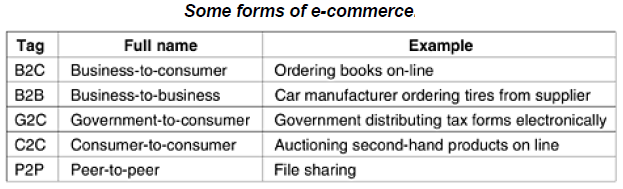 Some forms of e-commerce.
Tag Full name Example
B2C Business-to-consumer Ordering books on-line
B2B Business-to-business Car manufacturer ordering tires from supplier
G2C Government-to-consumer Government distributing tax forms electronically
C2C Consumer-to-consumer Auctioning second-hand products on line
P2P Peer-to-peer File sharing